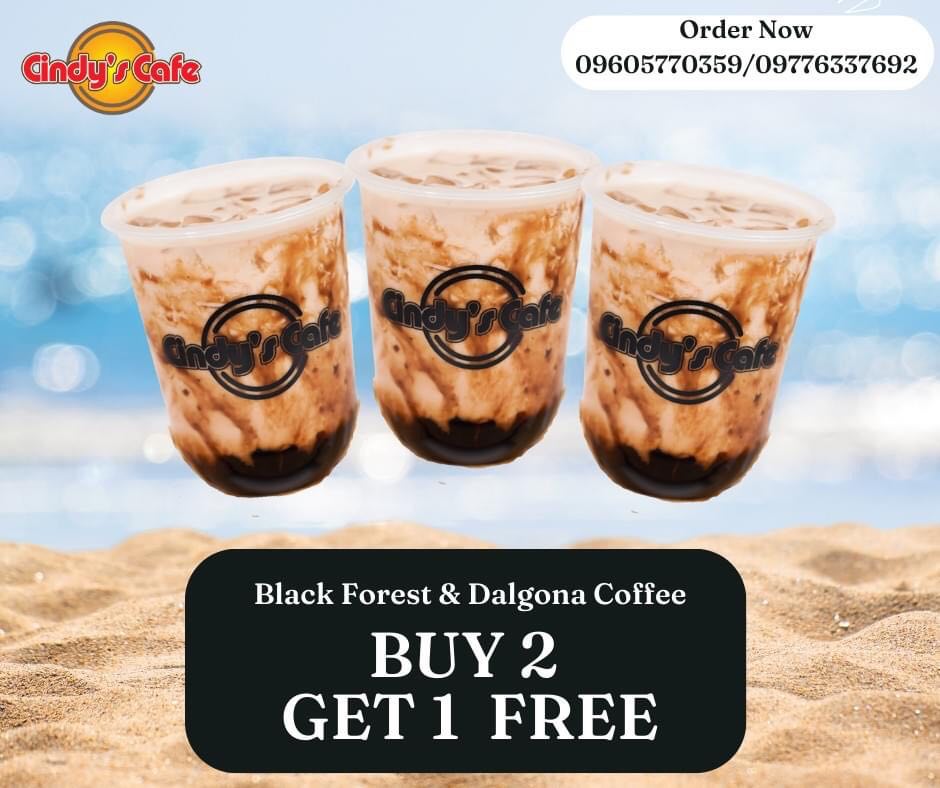 Cindy's Cafe
Order Now
09605770359/09776337692
Cindy's Cafe
Cindy's Cafe
Cindy's Cafe
Black Forest & Dalgona Coffee
BUY 2
GET 1 FREE